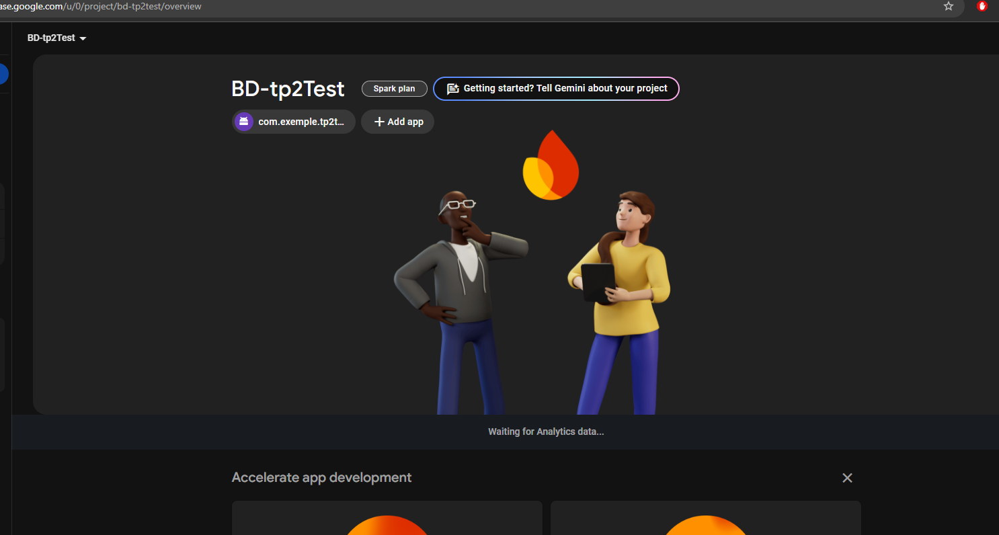 ase.google.com/u/0/project/bd-tp2test/overview
BD-tp2Test
BD-tp2Test
Spark plan
Getting started? Tell Gemini about your project
com.exemple.tp2t...
Add app
Waiting for Analytics data...
Accelerate app development